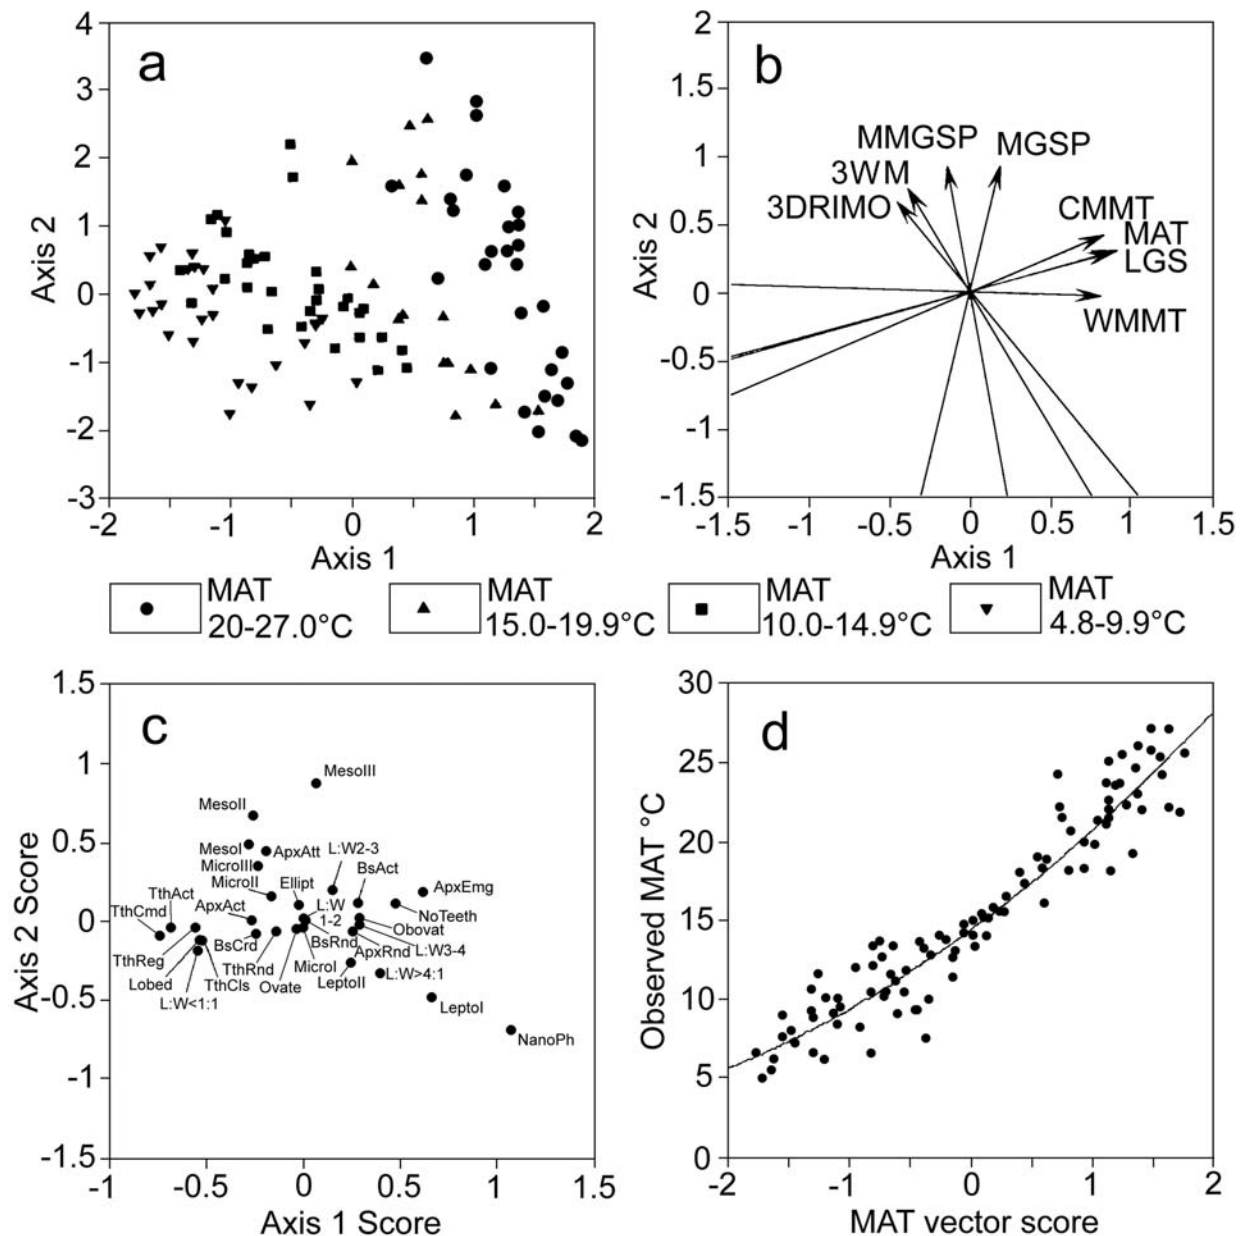 a
4
3
2
1
0
-1
-2
-3
Axis 2
-2
-1
0
1
2
Axis 1
b
2
1.5
1
0.5
0
-0.5
-1
-1.5
Axis 2
MMGSP
MGSP
3WM
3DRIMO
CMMT
MAT
LGS
WMMT
-1.5
-0.5
0
0.5
1
1.5
Axis 1
MAT
20-27.0°C
MAT
15.0-19.9°C
MAT
10.0-14.9°C
MAT
4.8-9.9°C
c
1.5
1
0.5
0
-0.5
-1
-1.5
Axis 2 Score
MesoIII
MesoII
MesoI
ApxAtt
L:W2-3
MicroIII
BsAct
MicroII
Ellipt
ApxEmg
TthAct
ApxAct
L:W
1-2
NoTeeth
TthCmd
Obovat
BsCrd
BsRnd
L:W3-4
TthReg
TthRnd
ApxRnd
Lobed
TthCls
Ovate
MicroI
LeptoII
L:W>4:1
L:W<1:1
LeptoI
NanoPh
-1
-0.5
0
0.5
1
1.5
Axis 1 Score
d
30
25
20
15
10
5
0
Observed MAT °C
-2
-1
0
1
2
MAT vector score